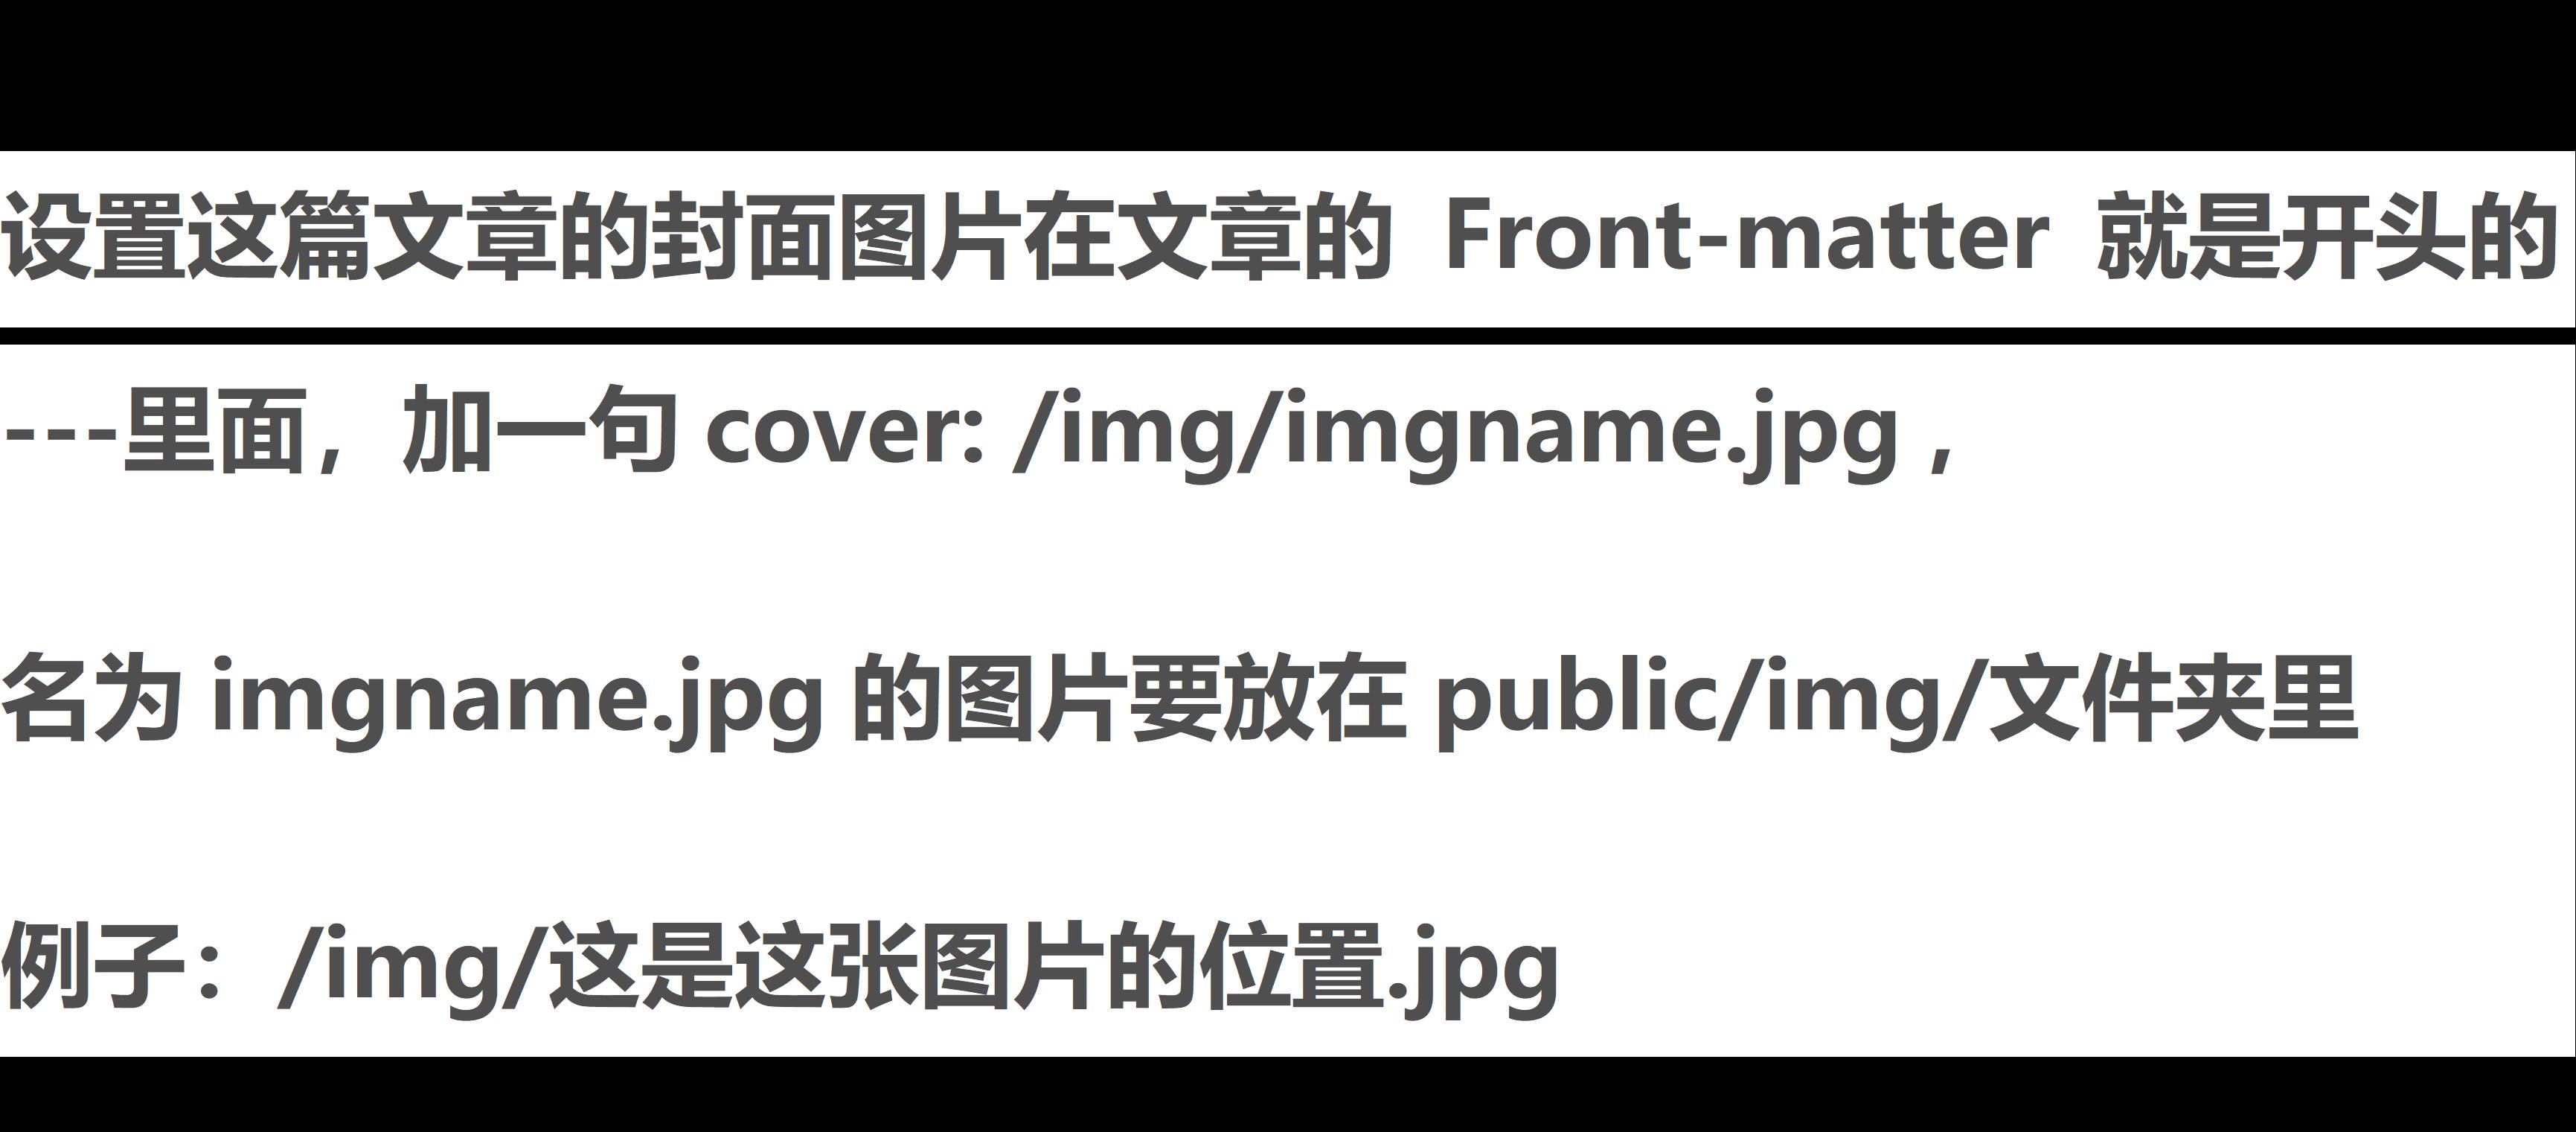 设置这篇文章的封面图片在文章的 Front-matter 就是开头的
---里面，加一句 cover: /img/imgname.jpg ,
名为 imgname.jpg 的图片要放在 public/img/文件夹里
例子：/img/这是这张图片的位置.jpg